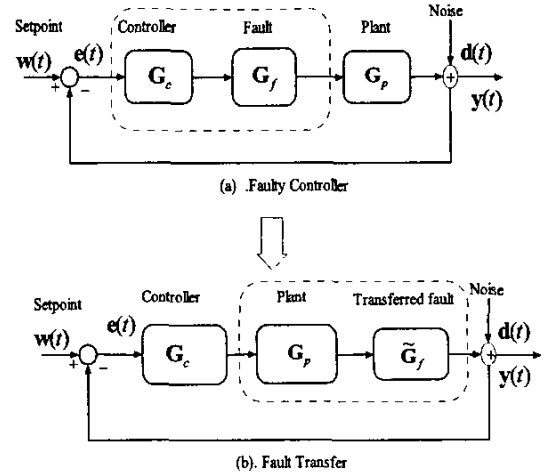 Noise
Setpoint Controller Fault Plant
w(t) e(t) d(t)
G_c G_f G_p +
+ − y(t)
(a) .Faulty Controller
Setpoint Controller Plant Transferred fault Noise
w(t) e(t) d(t)
G_c G_p G̃_f +
+ − y(t)
(b). Fault Transfer